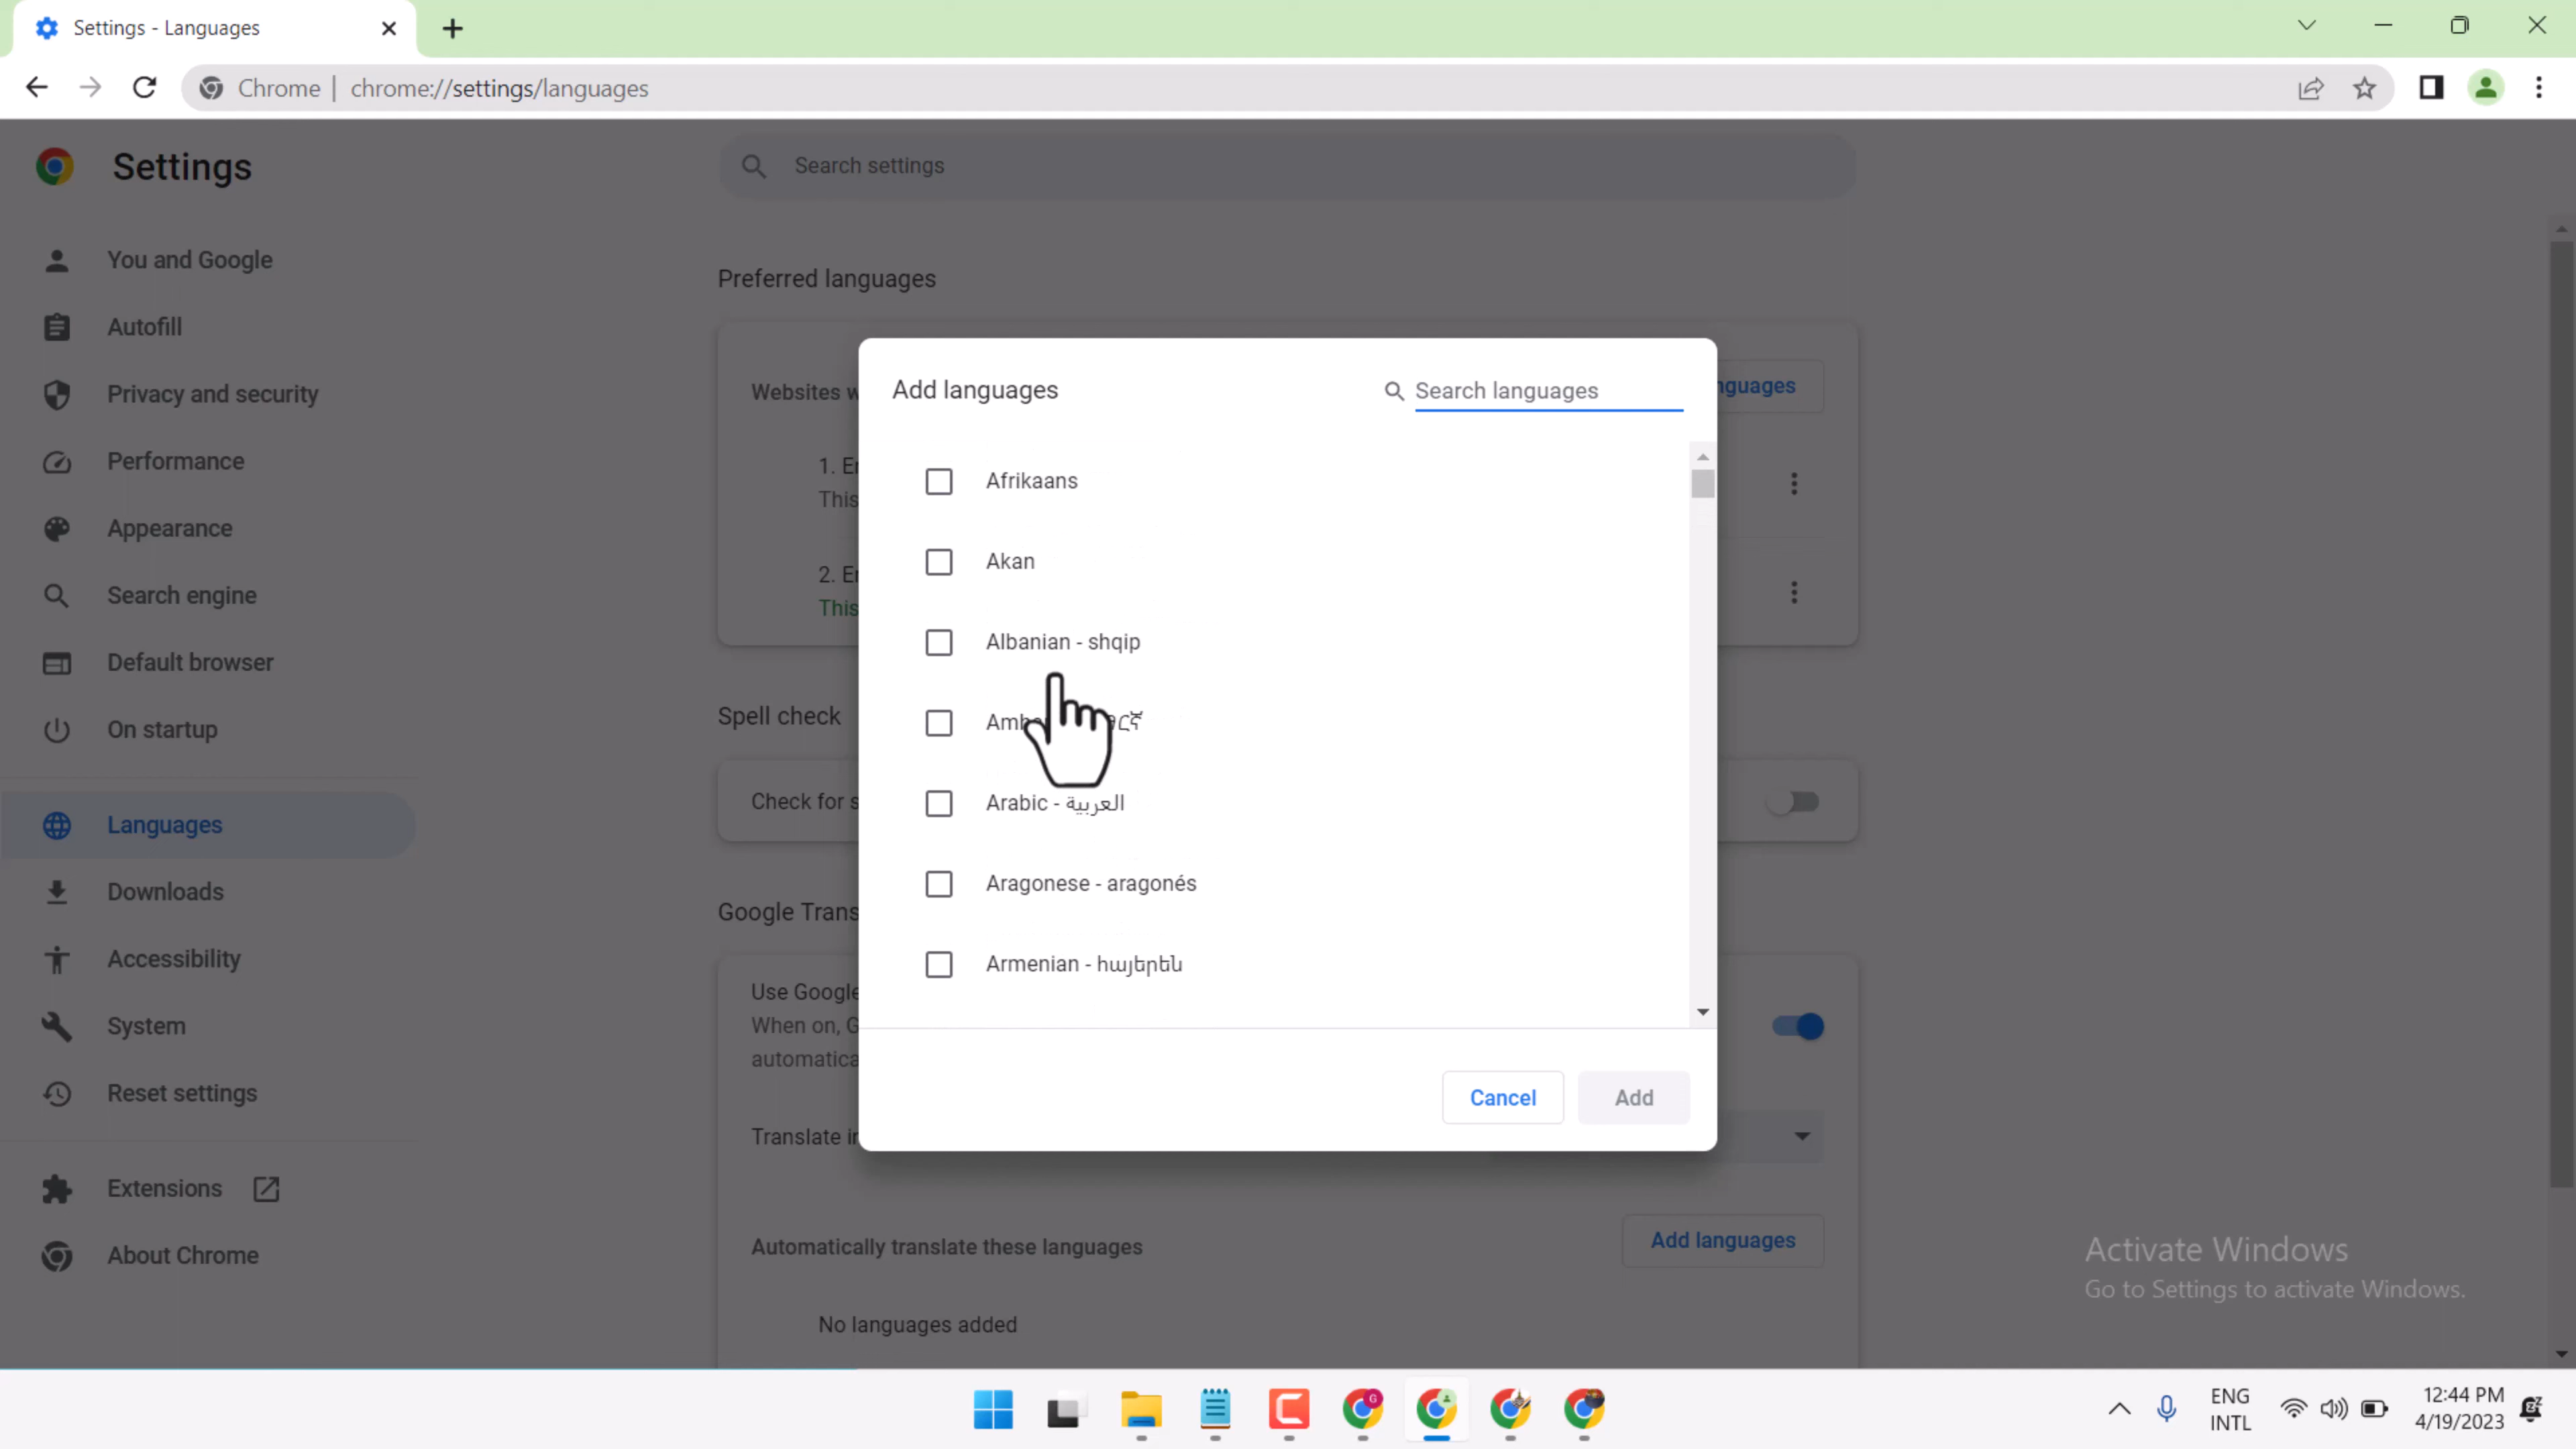 Settings - Languages
Chrome | chrome://settings/languages
Settings
Search settings
You and Google
Autofill
Privacy and security
Performance
Appearance
Search engine
Default browser
On startup
Languages
Downloads
Accessibility
System
Reset settings
Extensions
About Chrome
Preferred languages
Websites
1.
This
2.
This
Spell check
Check for
Google
Use Google
When on,
Translate
Automatically translate these languages
Add languages
No languages added
Add languages
Search languages
Afrikaans
Akan
Albanian - shqip
Arabic - العربية
Aragonese - aragonés
Armenian - հայերեն
Cancel
Add
Activate Windows
Go to Settings to activate Windows.
G
ENG
INTL
12:44 PM
4/19/2023